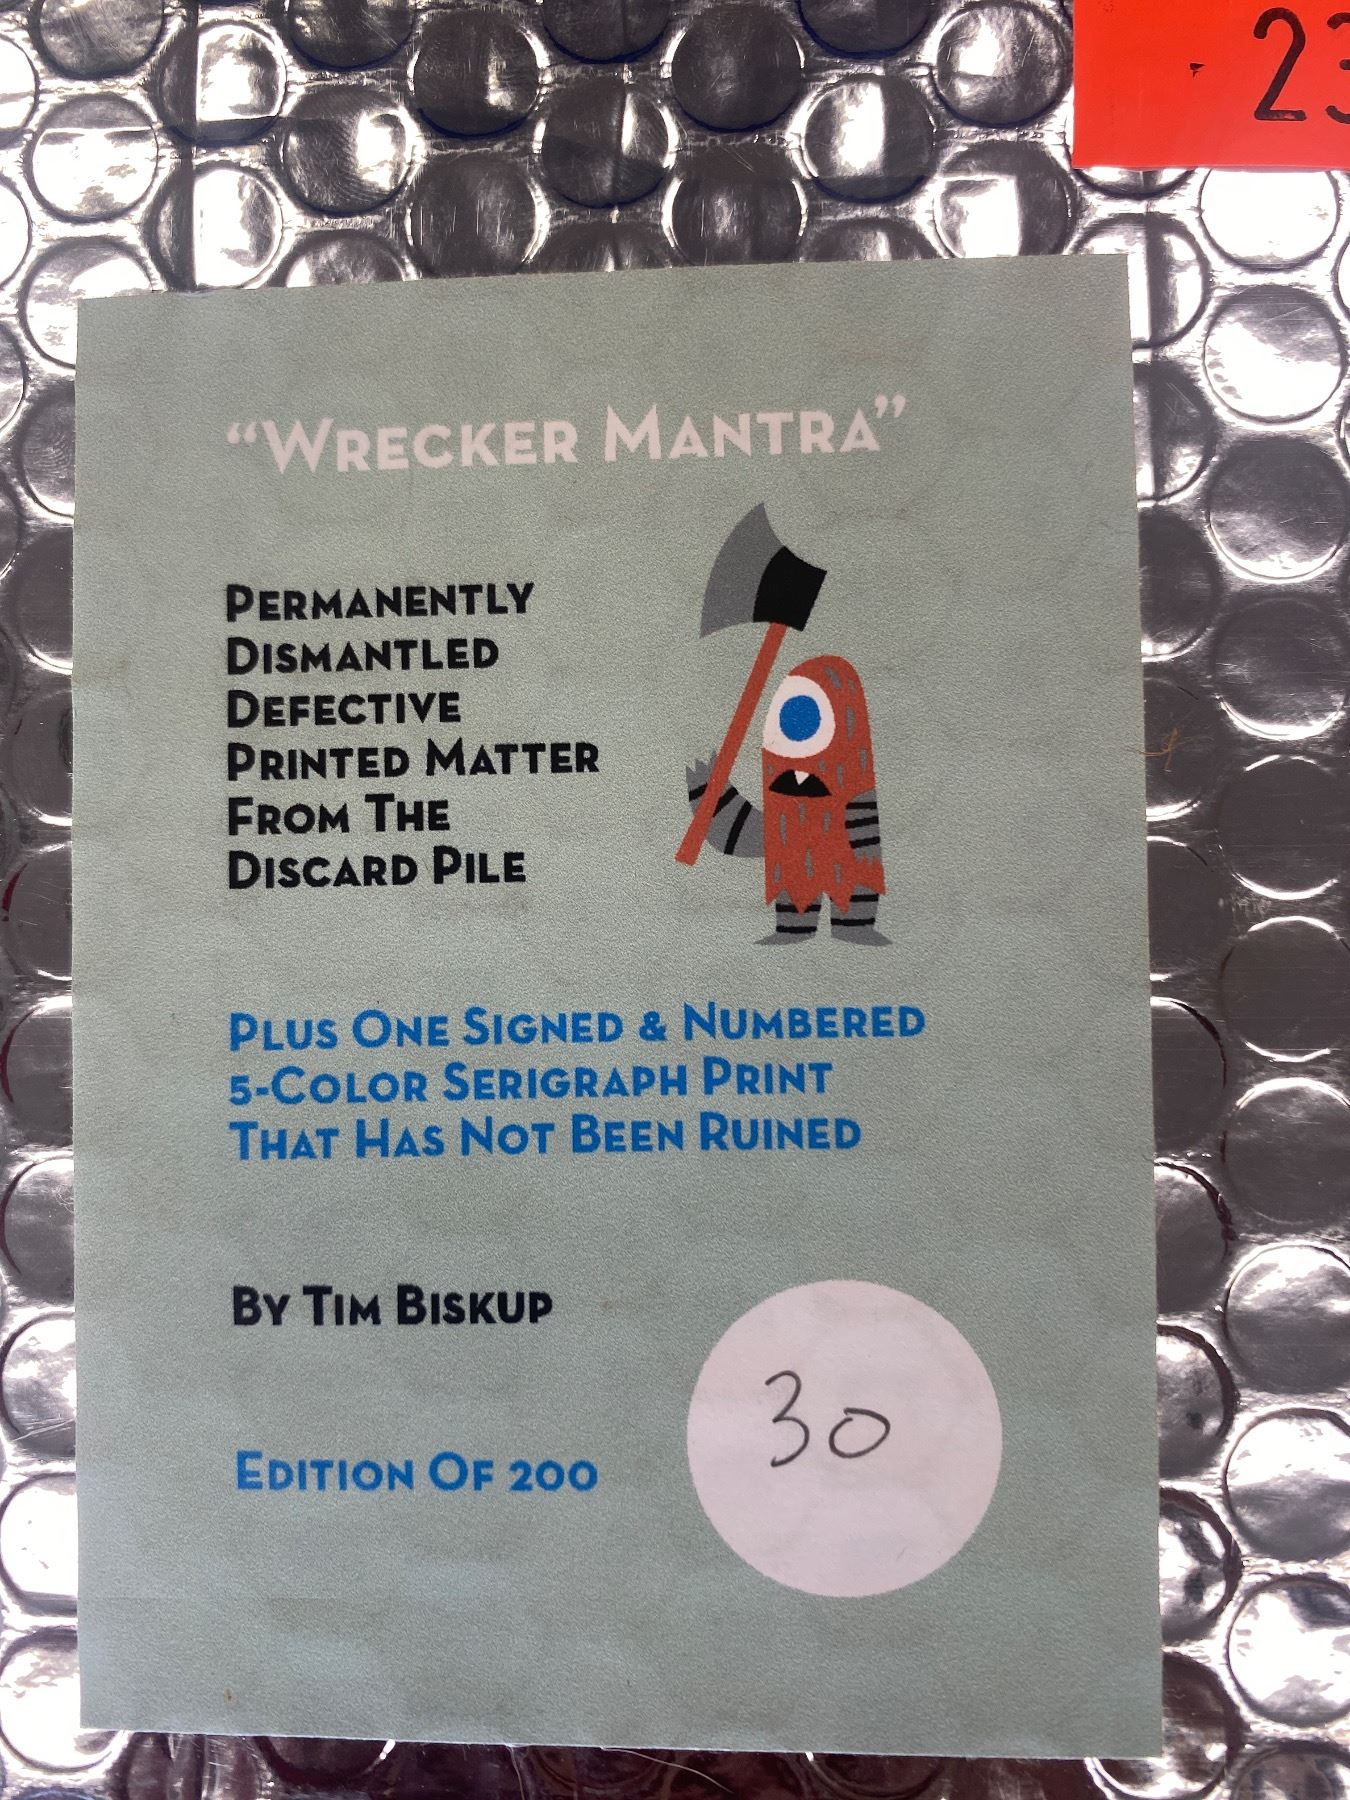 23
“WRECKER MANTRA”
PERMANENTLY
DISMANTLED
DEFECTIVE
PRINTED MATTER
FROM THE
DISCARD PILE
PLUS ONE SIGNED & NUMBERED
5-COLOR SERIGRAPH PRINT
THAT HAS NOT BEEN RUINED
BY TIM BISKUP
30
EDITION OF 200